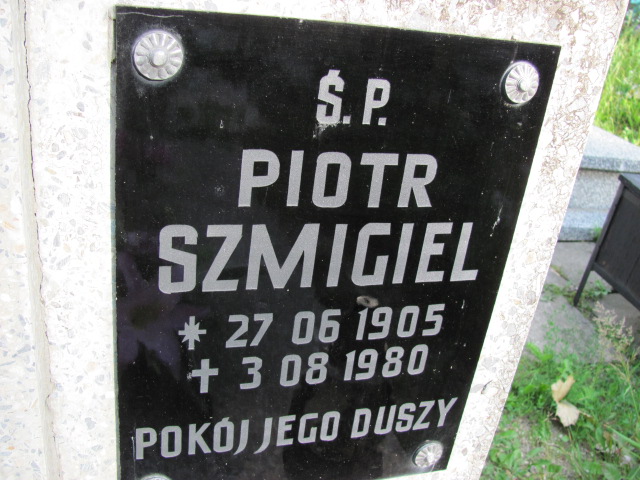 Ś.P.
PIOTR
SZMIGIEL
* 27 06 1905
✝ 3 08 1980
POKÓJ JEGO DUSZY